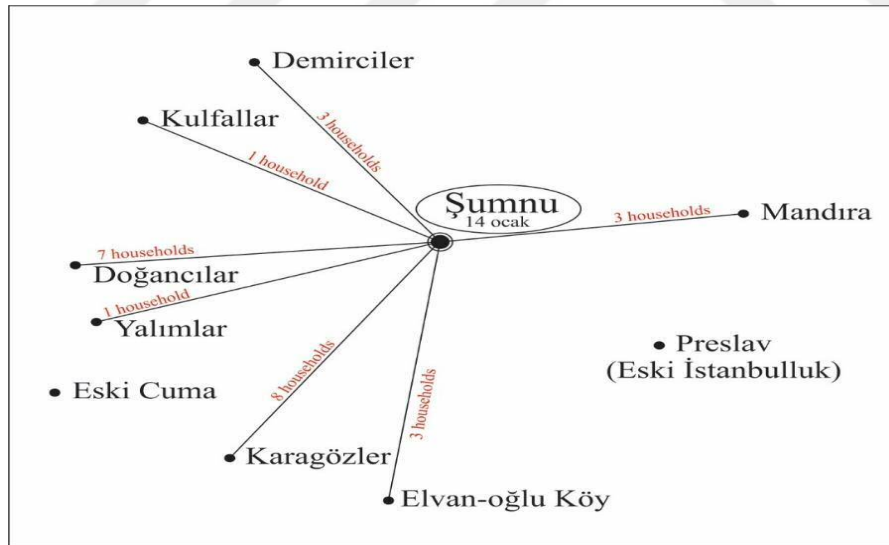 Demirciler
3 households
Kulfallar
1 household
Şumnu
14 ocak
3 households
Mandıra
7 households
Doğancılar
1 household
Yalımlar
Preslav
(Eski İstanbulluk)
8 households
3 households
Eski Cuma
Karagözler
Elvan-oğlu Köy